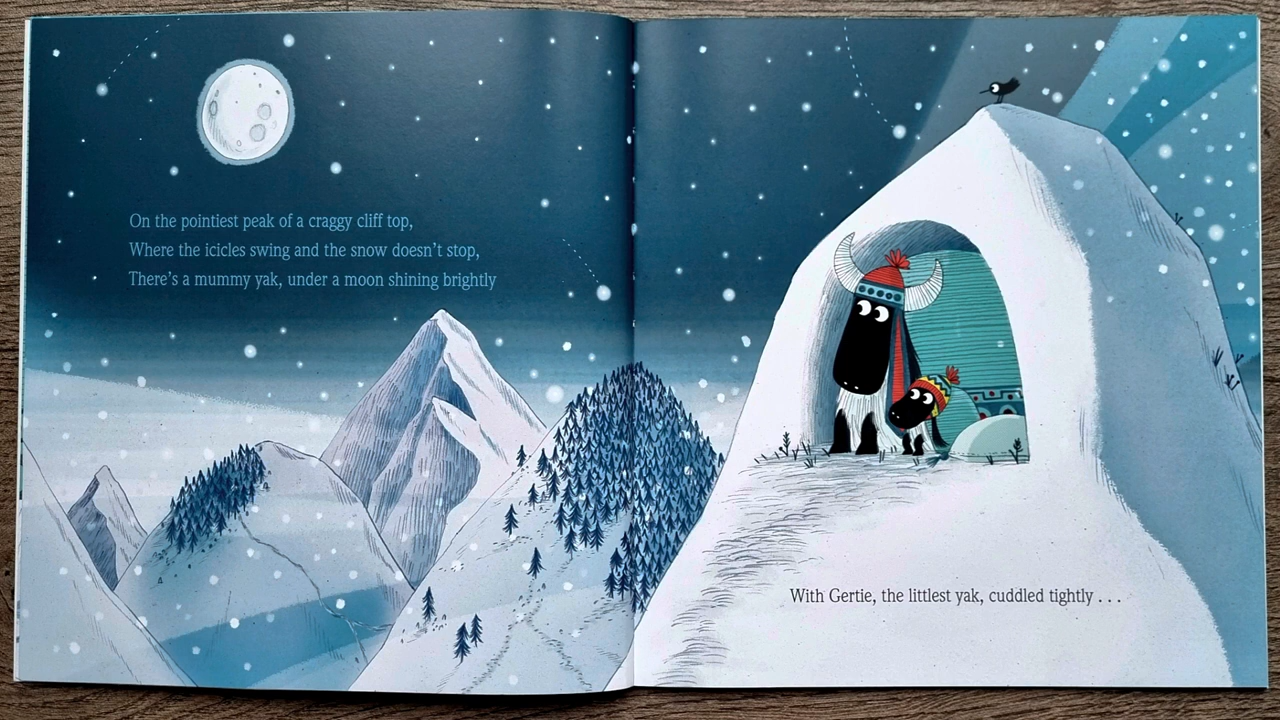 On the pointiest peak of a craggy cliff top,
Where the icicles swing and the snow doesn't stop,
There's a mummy yak, under a moon shining brightly
With Gertie, the littlest yak, cuddled tightly . . .